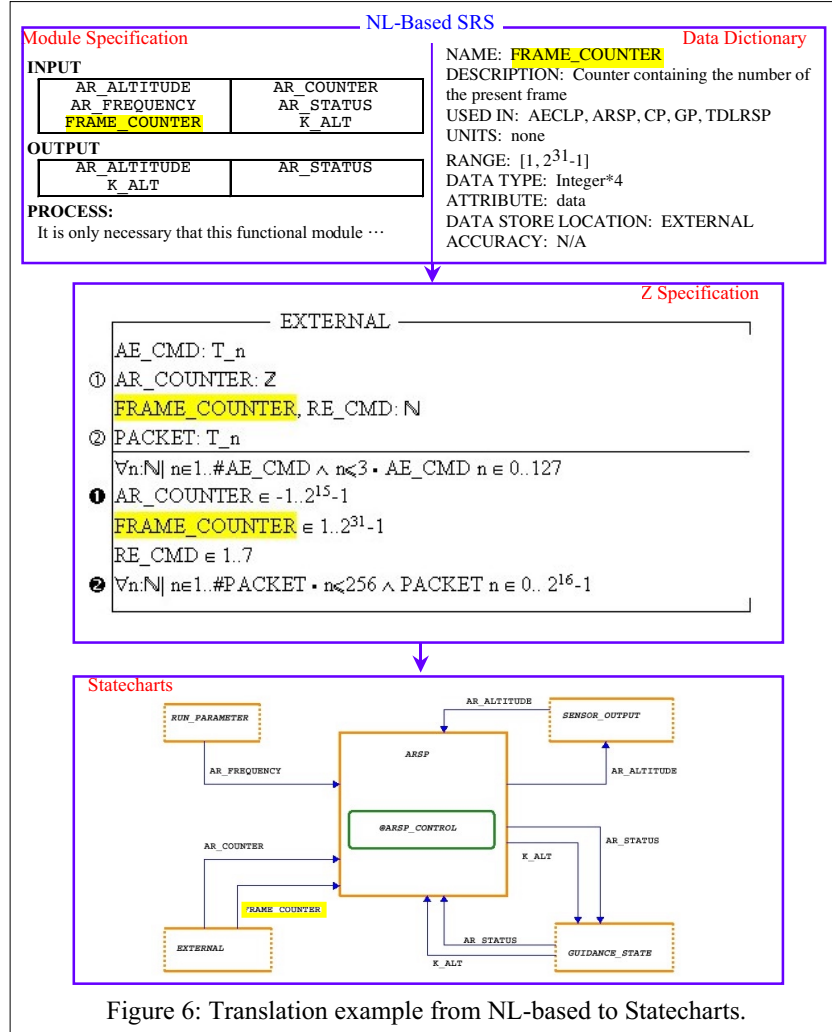 NL-Based SRS
Module Specification
INPUT
AR_ALTITUDE AR_COUNTER
AR_FREQUENCY AR_STATUS
FRAME_COUNTER K_ALT
OUTPUT
AR_ALTITUDE AR_STATUS
K_ALT
PROCESS:
It is only necessary that this functional module ⋯
Data Dictionary
NAME: FRAME_COUNTER
DESCRIPTION: Counter containing the number of
the present frame
USED IN: AECLP, ARSP, CP, GP, TDLRSP
UNITS: none
RANGE: [1, 2³¹-1]
DATA TYPE: Integer*4
ATTRIBUTE: data
DATA STORE LOCATION: EXTERNAL
ACCURACY: N/A
Z Specification
EXTERNAL
AE_CMD: T_n
① AR_COUNTER: ℤ
FRAME_COUNTER, RE_CMD: ℕ
② PACKET: T_n
∀n:ℕ| n∈1..#AE_CMD ∧ n⩽3 • AE_CMD n ∈ 0..127
❶ AR_COUNTER ∈ -1..2¹⁵-1
FRAME_COUNTER ∈ 1..2³¹-1
RE_CMD ∈ 1..7
❷ ∀n:ℕ| n∈1..#PACKET • n⩽256 ∧ PACKET n ∈ 0.. 2¹⁶-1
Statecharts
RUN_PARAMETER
AR_FREQUENCY
AR_COUNTER
FRAME_COUNTER
EXTERNAL
ARSP
@ARSP_CONTROL
AR_ALTITUDE
SENSOR_OUTPUT
AR_ALTITUDE
AR_STATUS
K_ALT
AR_STATUS
K_ALT
GUIDANCE_STATE
Figure 6: Translation example from NL-based to Statecharts.